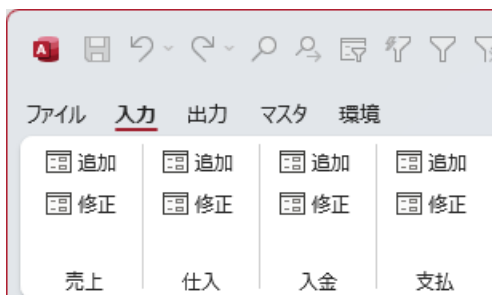 A
ファイル 入力 出力 マスタ 環境
追加 追加 追加 追加
修正 修正 修正 修正
売上 仕入 入金 支払